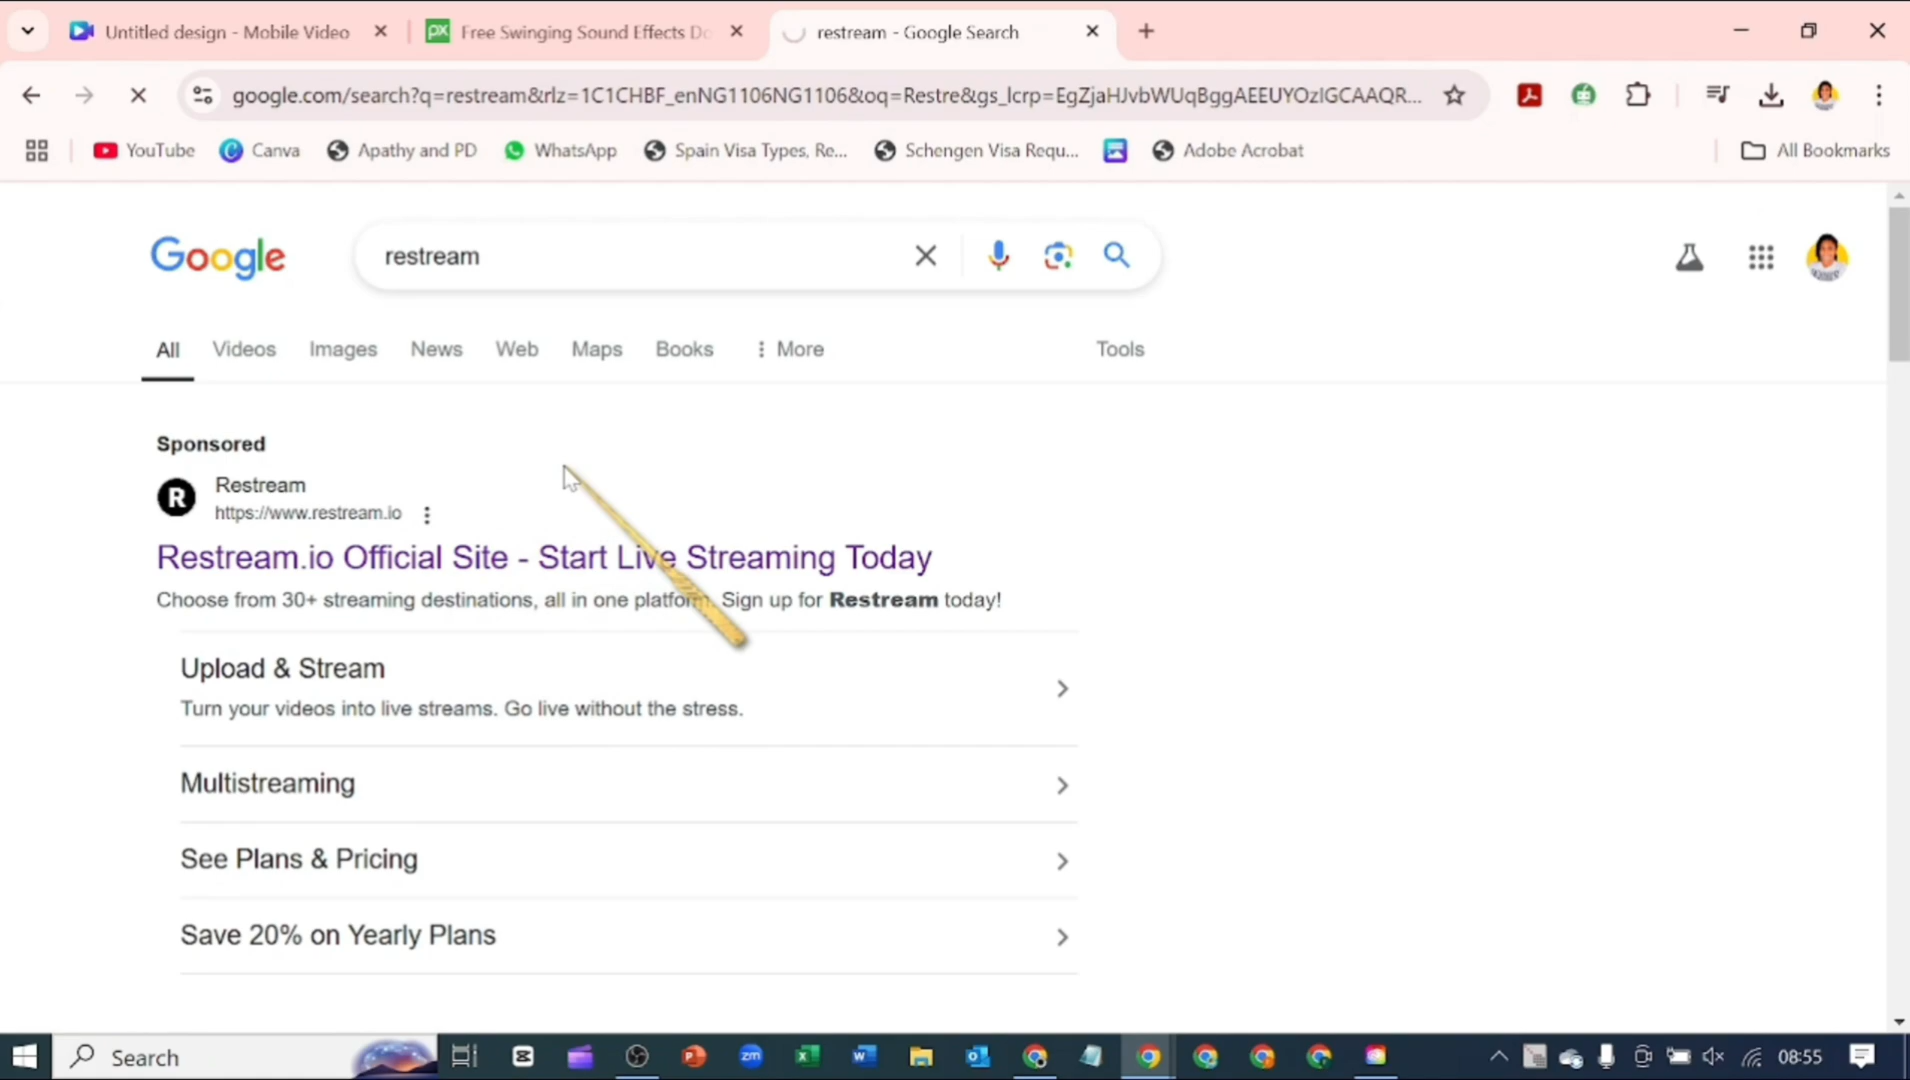 Untitled design - Mobile Video
Free Swinging Sound Effects Do
restream - Google Search
google.com/search?q=restream&rlz=1C1CHBF_enNG1106NG1106&oq=Restre&gs_lcrp=EgZjaHJvbWUqBggAEEUYOzIGCAAQR...
YouTube
Canva
Apathy and PD
WhatsApp
Spain Visa Types, Re...
Schengen Visa Requ...
Adobe Acrobat
All Bookmarks
Google
restream
All
Videos
Images
News
Web
Maps
Books
More
Tools
Sponsored
R
Restream
https://www.restream.io
Restream.io Official Site - Start Live Streaming Today
Choose from 30+ streaming destinations, all in one platform. Sign up for Restream today!
Upload & Stream
Turn your videos into live streams. Go live without the stress.
Multistreaming
See Plans & Pricing
Save 20% on Yearly Plans
Search
zm
08:55